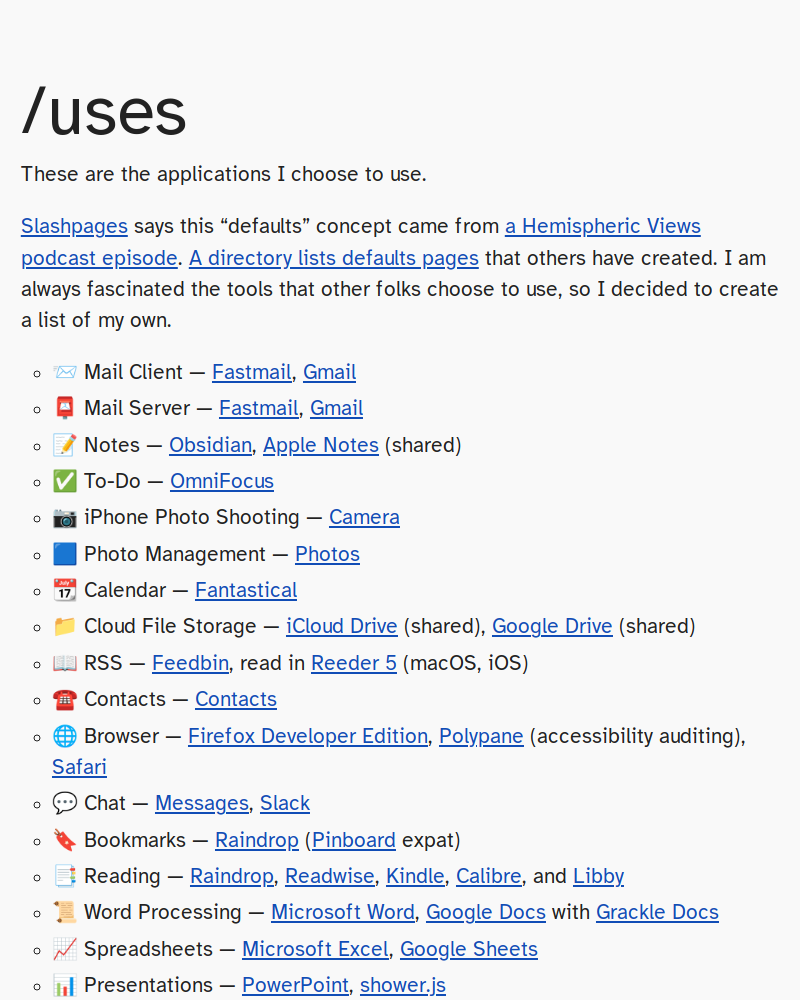 /uses
These are the applications I choose to use.
Slashpages says this “defaults” concept came from a Hemispheric Views
podcast episode. A directory lists defaults pages that others have created. I am
always fascinated the tools that other folks choose to use, so I decided to create
a list of my own.
📨 Mail Client — Fastmail, Gmail
📮 Mail Server — Fastmail, Gmail
📝 Notes — Obsidian, Apple Notes (shared)
✅ To-Do — OmniFocus
📷 iPhone Photo Shooting — Camera
🟦 Photo Management — Photos
📆 Calendar — Fantastical
📁 Cloud File Storage — iCloud Drive (shared), Google Drive (shared)
📖 RSS — Feedbin, read in Reeder 5 (macOS, iOS)
☎️ Contacts — Contacts
🌐 Browser — Firefox Developer Edition, Polypane (accessibility auditing),
Safari
💬 Chat — Messages, Slack
🔖 Bookmarks — Raindrop (Pinboard expat)
📑 Reading — Raindrop, Readwise, Kindle, Calibre, and Libby
📜 Word Processing — Microsoft Word, Google Docs with Grackle Docs
📈 Spreadsheets — Microsoft Excel, Google Sheets
📊 Presentations — PowerPoint, shower.js